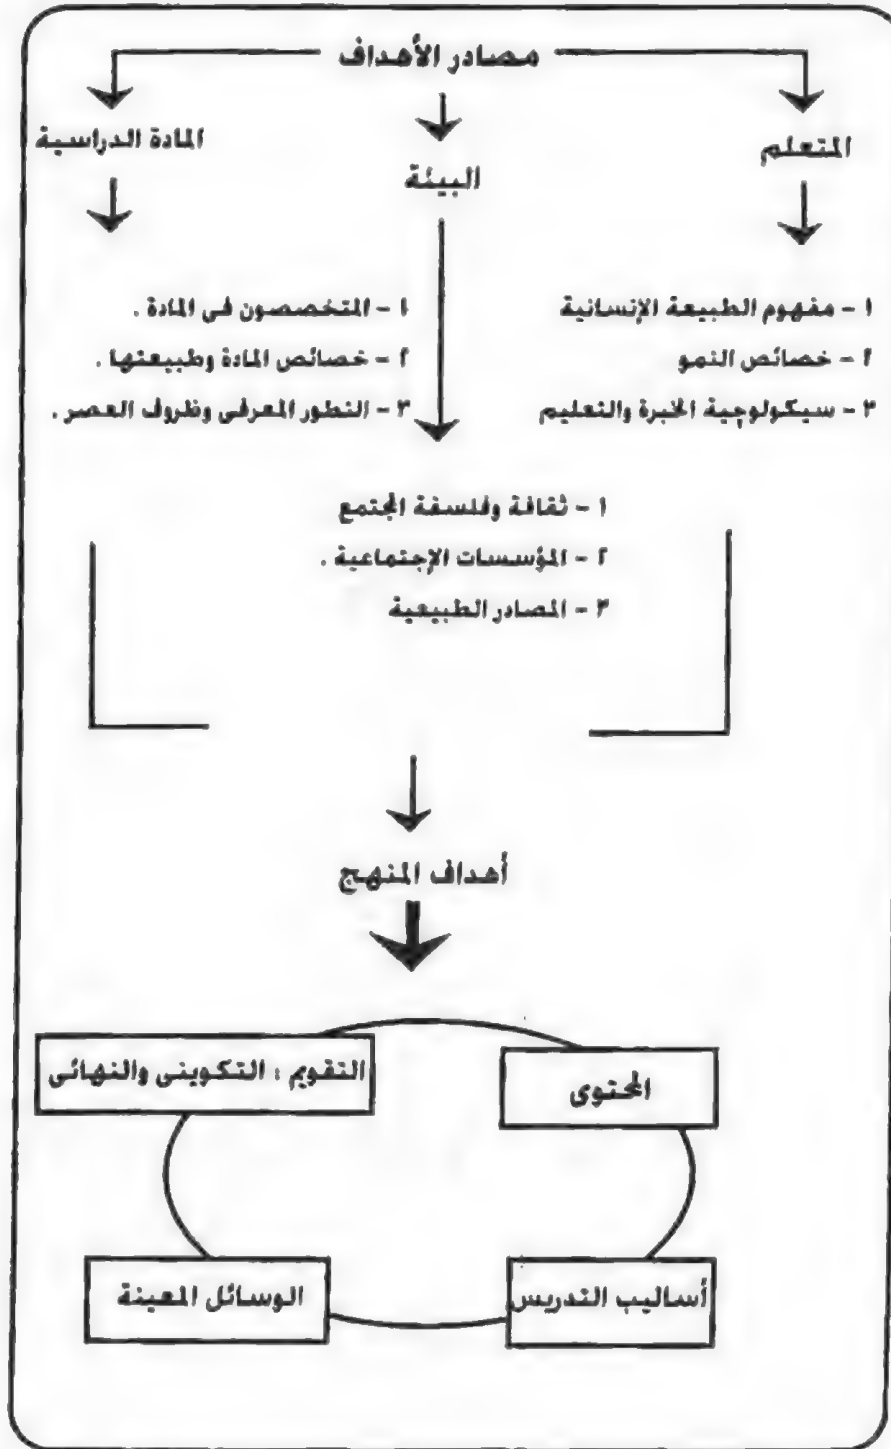 مصادر الأهداف
المتعلم
البيئة
المادة الدراسية
١ - مفهوم الطبيعة الإنسانية
٢ - خصائص النمو
٣ - سيكولوجية الخبرة والتعليم
١ - المتخصصون فى المادة .
٢ - خصائص المادة وطبيعتها .
٣ - التطور المعرفى وظروف العصر .
١ - ثقافة وفلسفة المجتمع
٢ - المؤسسات الإجتماعية .
٣ - المصادر الطبيعية
أهداف المنهج
المحتوى
التقويم : التكوينى والنهائى
أساليب التدريس
الوسائل المعينة